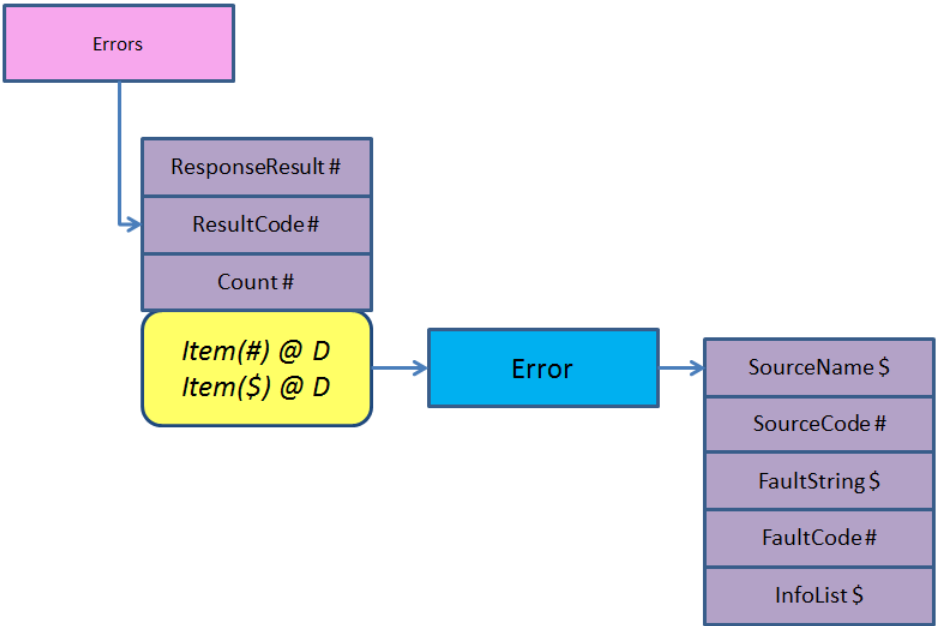 Errors
ResponseResult #
ResultCode #
Count #
Item(#) @ D
Item($) @ D
Error
SourceName $
SourceCode #
FaultString $
FaultCode #
InfoList $